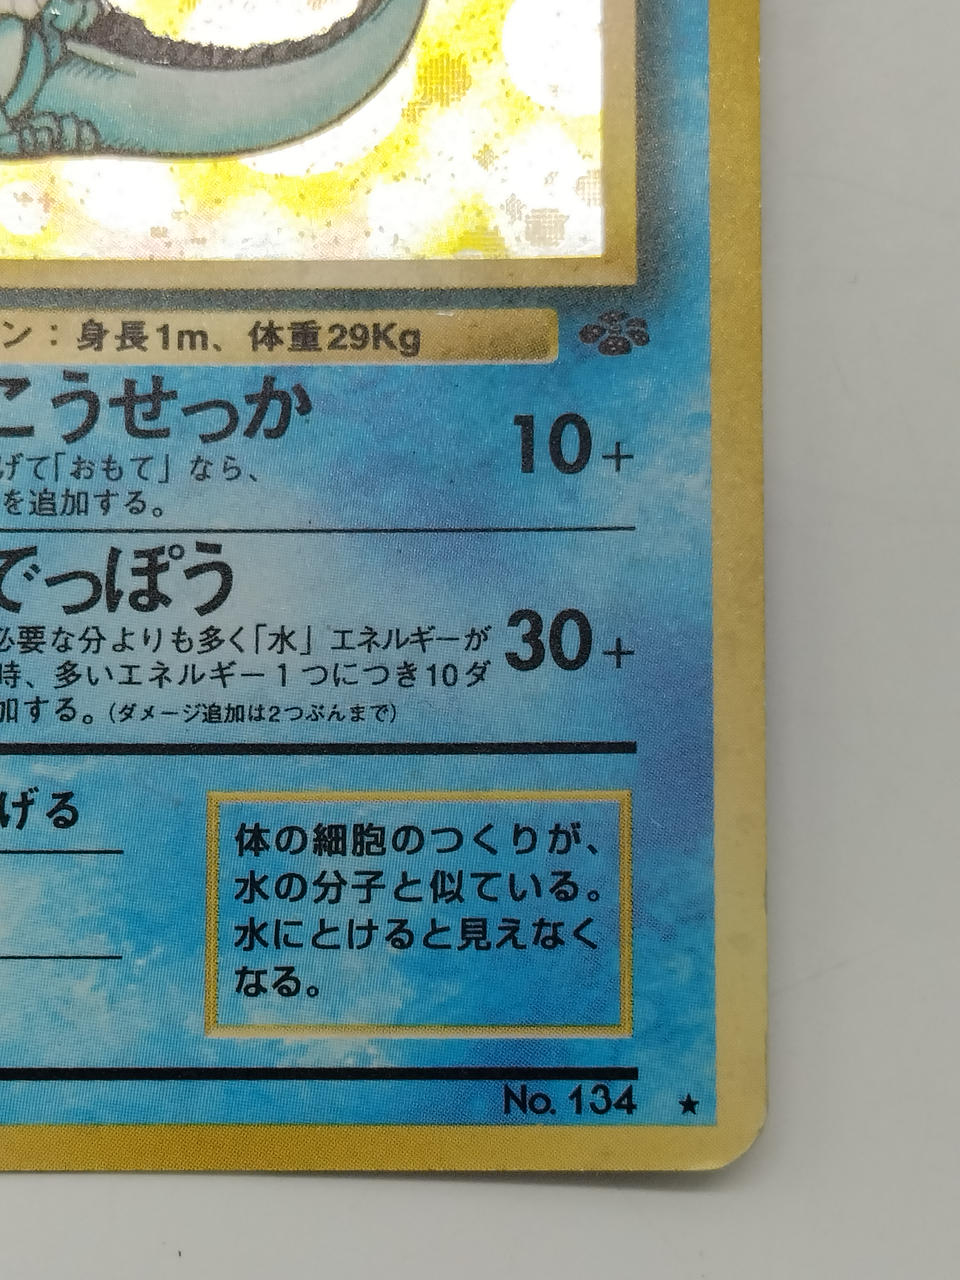 ン：身長1m、体重29Kg
こうせっか
10+
げて「おもて」なら、
を追加する。
でっぽう
30+
必要な分よりも多く「水」エネルギーが
時、多いエネルギー1つにつき10ダ
加する。(ダメージ追加は2つぶんまで)
げる
体の細胞のつくりが、
水の分子と似ている。
水にとけると見えなく
なる。
No. 134 ★